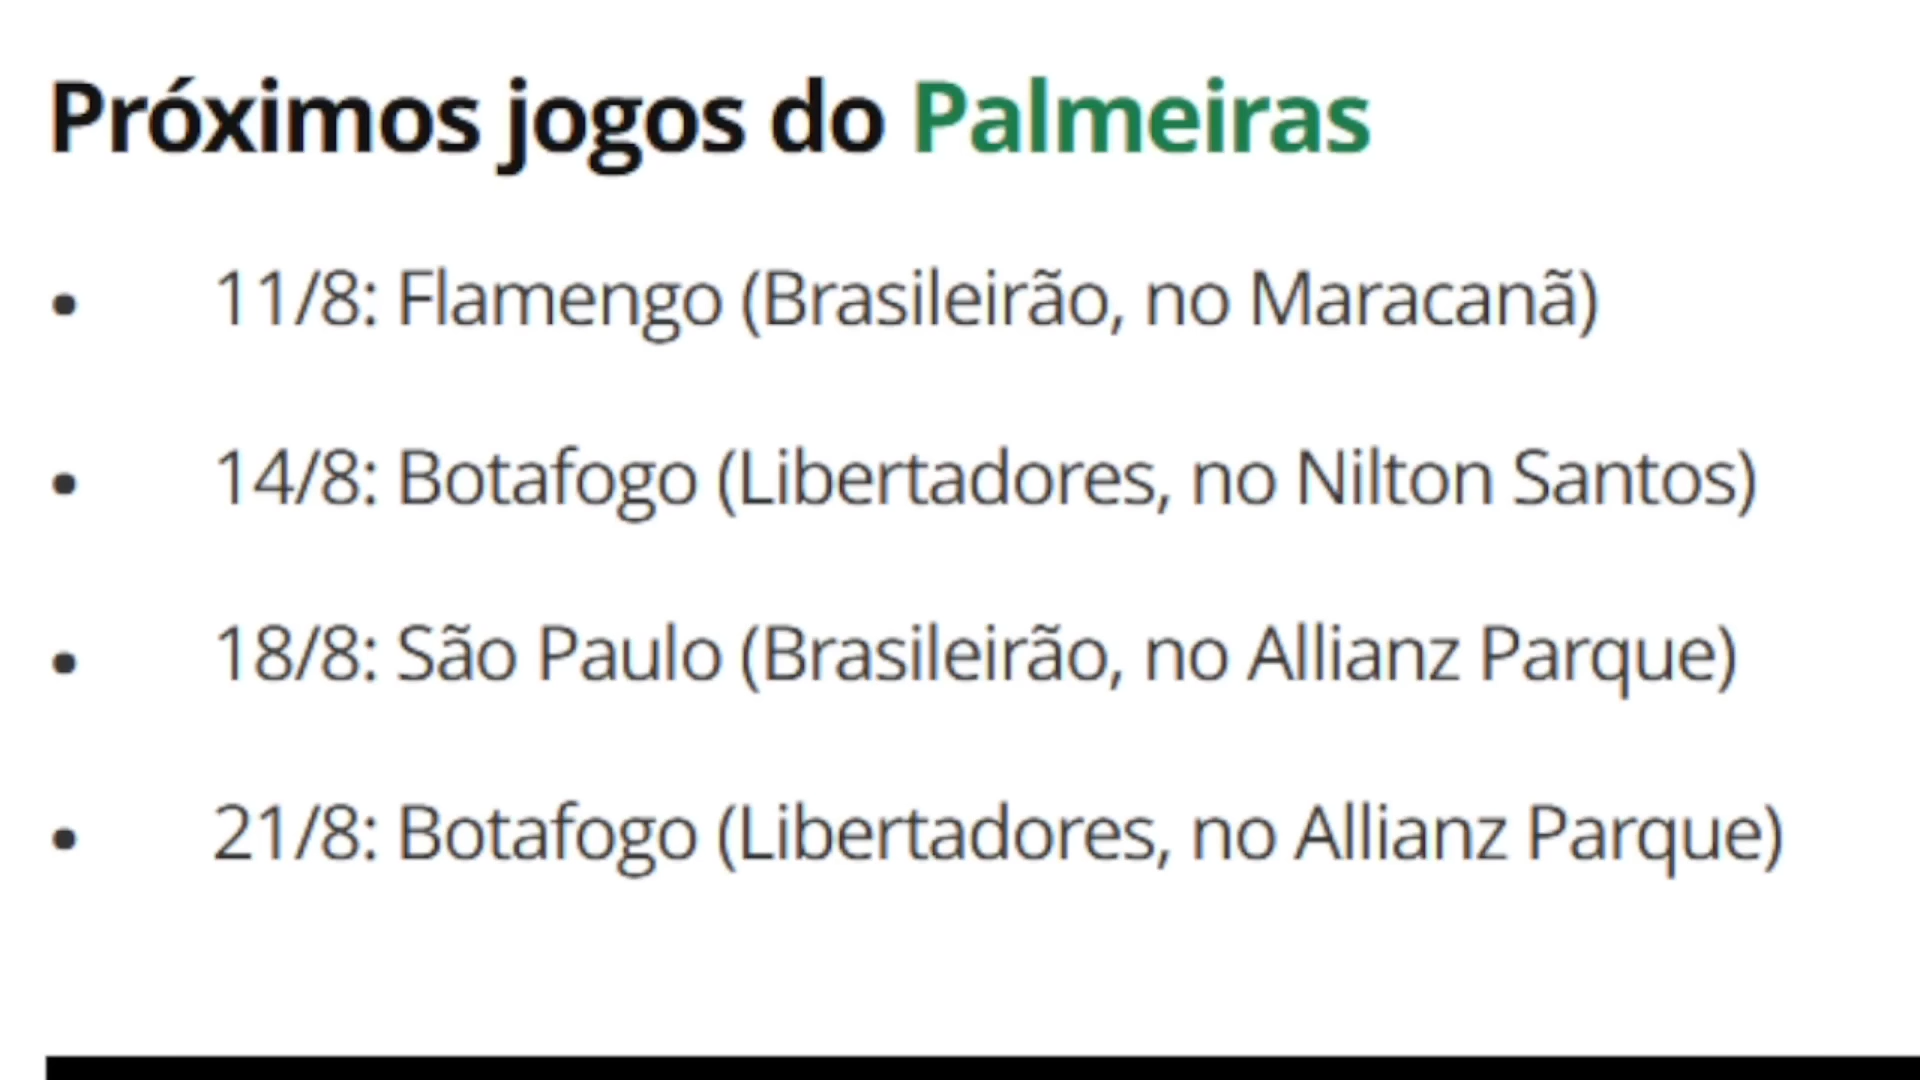 Próximos jogos do Palmeiras
• 11/8: Flamengo (Brasileirão, no Maracanã)
• 14/8: Botafogo (Libertadores, no Nilton Santos)
• 18/8: São Paulo (Brasileirão, no Allianz Parque)
• 21/8: Botafogo (Libertadores, no Allianz Parque)